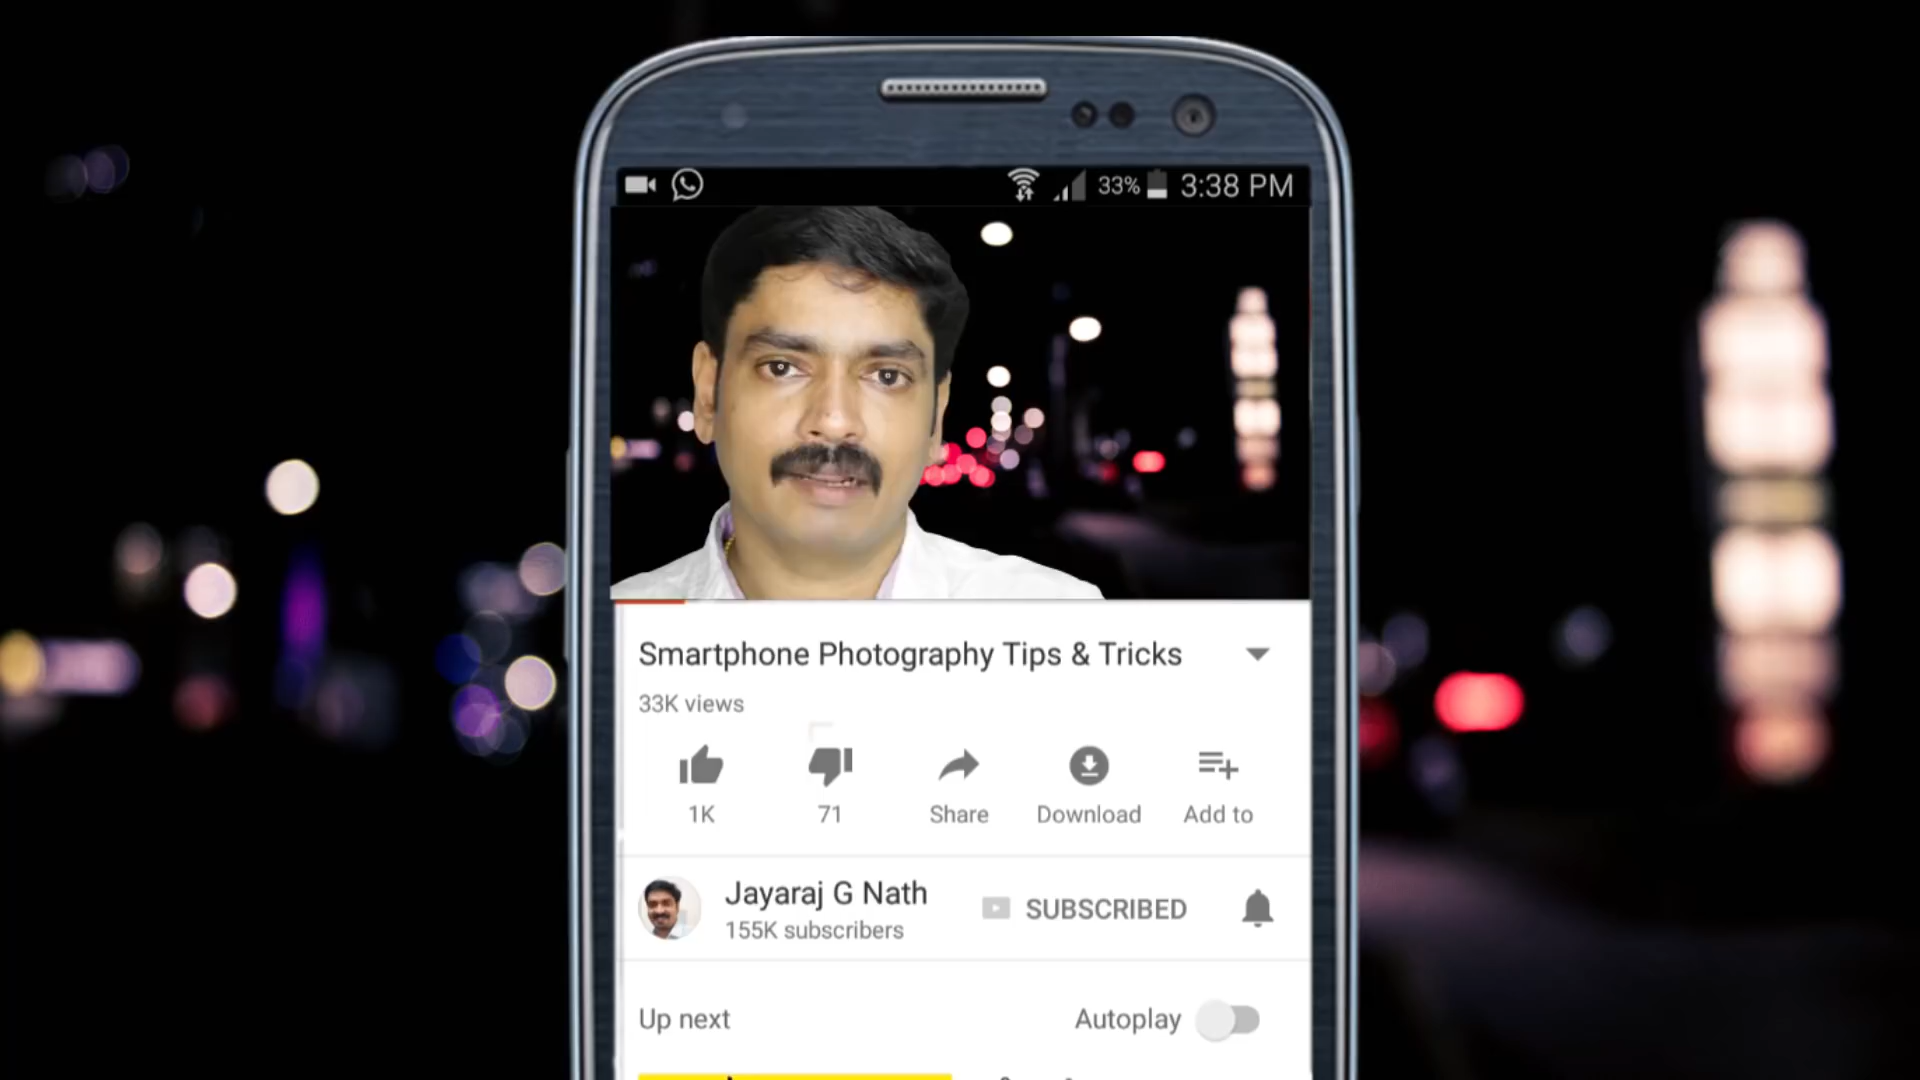 33% 3:38 PM
Smartphone Photography Tips & Tricks
33K views
1K 71 Share Download Add to
Jayaraj G Nath
155K subscribers
SUBSCRIBED
Up next Autoplay